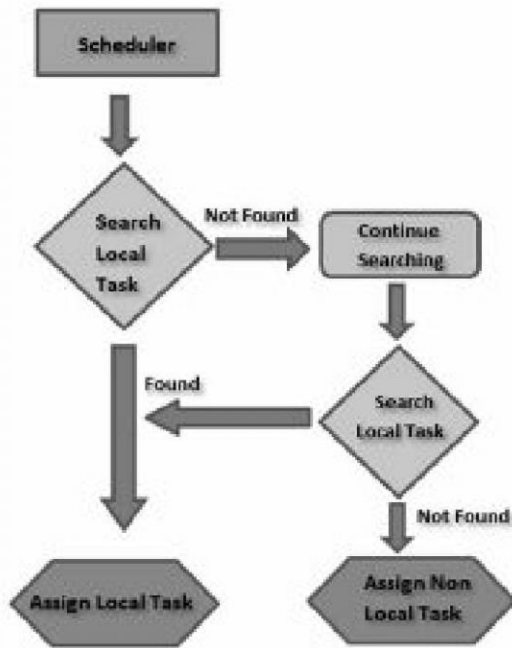 Scheduler
Search
Local
Task
Not Found
Continue
Searching
Found
Search
Local Task
Not Found
Assign Local Task
Assign Non
Local Task